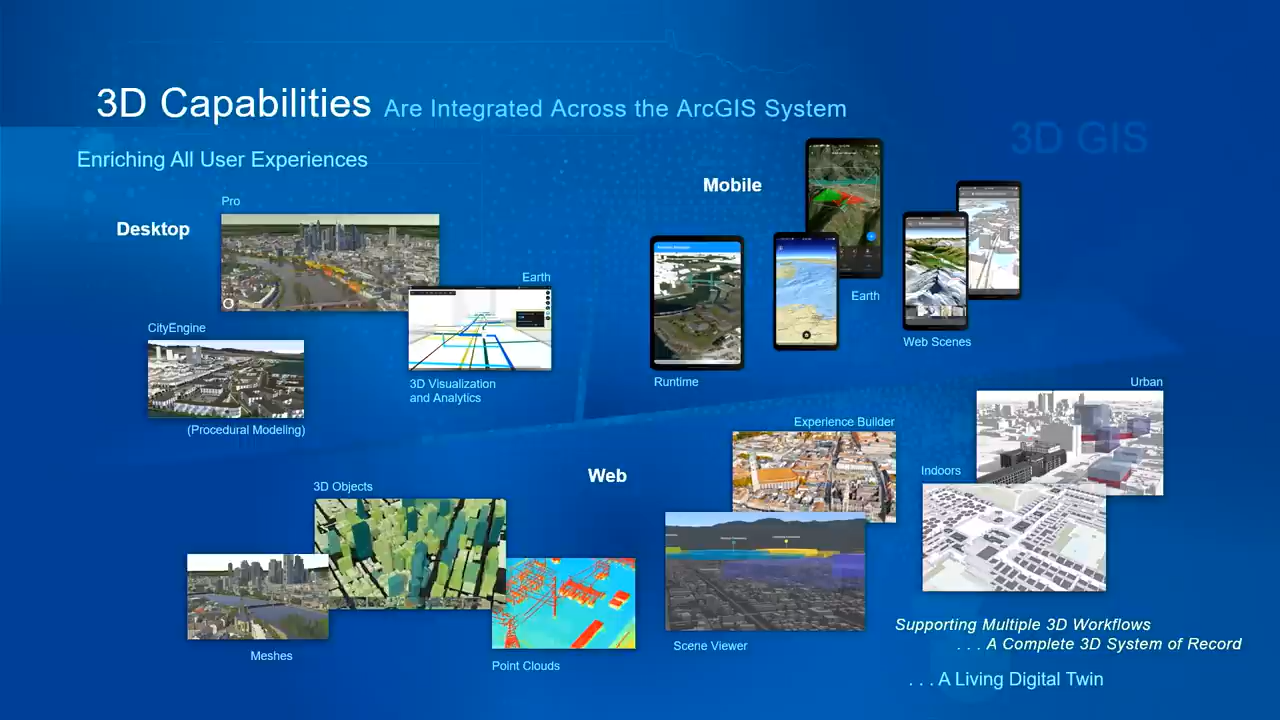 3D Capabilities Are Integrated Across the ArcGIS System
3D GIS
Enriching All User Experiences
Desktop
Pro
Earth
CityEngine
(Procedural Modeling)
3D Visualization
and Analytics
Mobile
Runtime
Earth
Web Scenes
Web
3D Objects
Meshes
Point Clouds
Experience Builder
Scene Viewer
Urban
Indoors
Supporting Multiple 3D Workflows
. . . A Complete 3D System of Record
. . . A Living Digital Twin